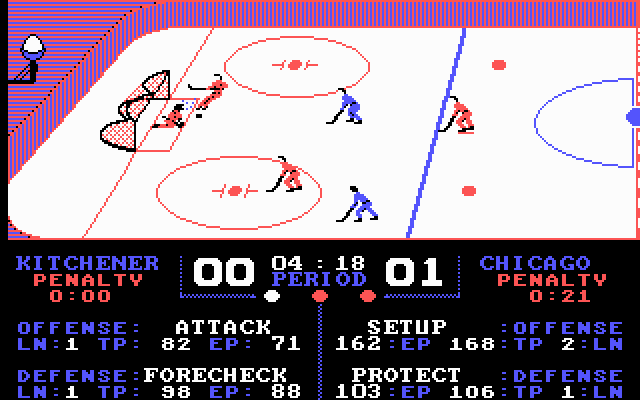 KITCHENER 00 04 : 18 01 CHICAGO
PENALTY PERIOD PENALTY
0:00 0:21
OFFENSE: ATTACK SETUP :OFFENSE
LN:1 TP: 82 EP: 71 162:EP 168:TP 2:LN
DEFENSE:FORECHECK PROTECT :DEFENSE
LN:1 TP: 98 EP: 88 103:EP 106:TP 1:LN